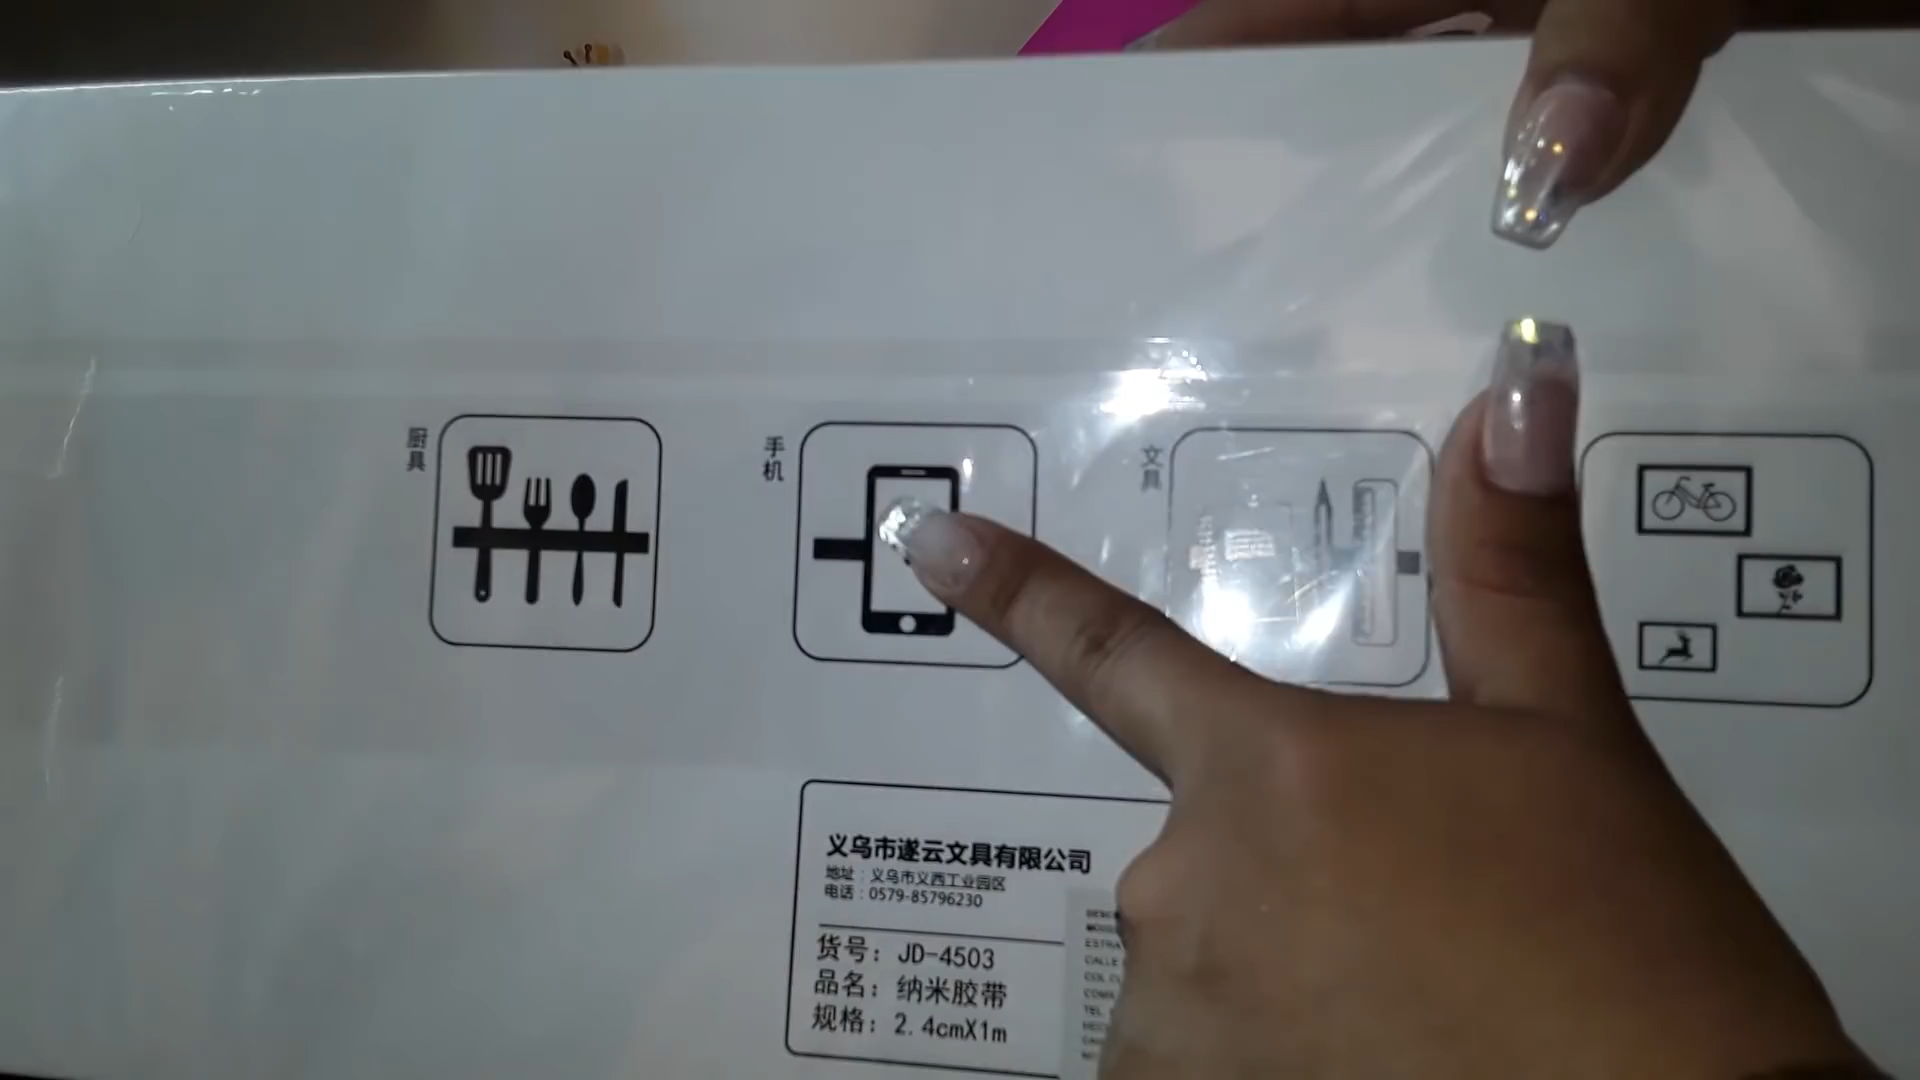 厨具
手机
文具
义乌市遂云文具有限公司
地址：义乌市义西工业园区
电话：0579-85796230
货号：JD-4503
品名：纳米胶带
规格：2.4cmX1m
CALLE
TEL.